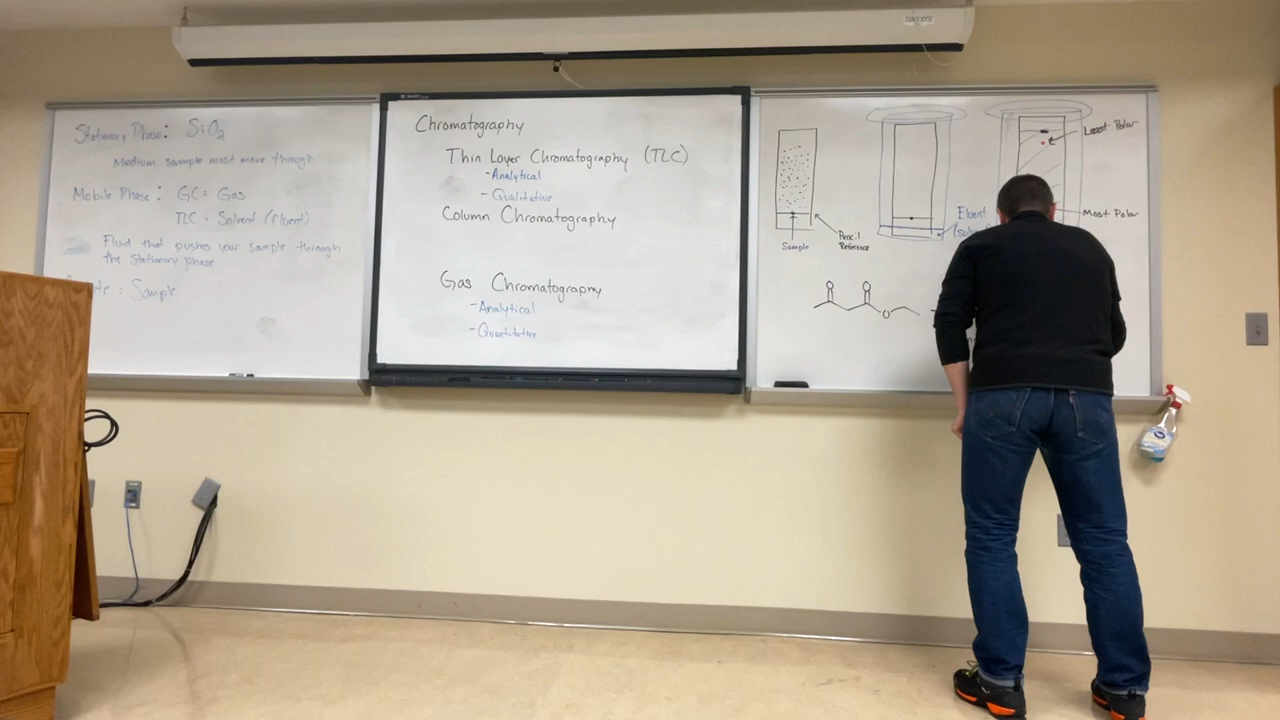 Stationary Phase: SiO2
Medium sample must move through
Mobile Phase: GC = Gas
TLC = Solvent (Eluent)
Fluid that pushes your sample through
the stationary phase
: Sample
Chromatography
Thin Layer Chromatography (TLC)
- Analytical
- Qualitative
Column Chromatography
Gas Chromatography
- Analytical
- Quantitative
Sample
Pencil
Reference
Eluent
Least Polar
Most Polar
O O
O